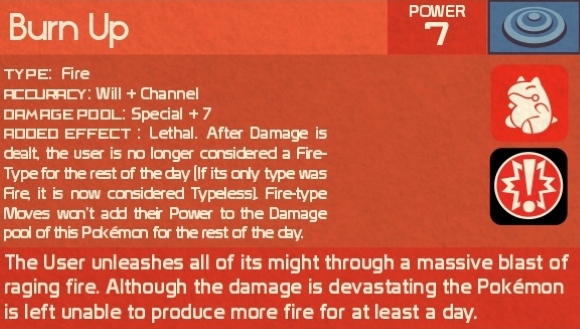 Burn Up
POWER
7
TYPE: Fire
ACCURACY: Will + Channel
DAMAGE POOL: Special + 7
ADDED EFFECT : Lethal. After Damage is
dealt, the user is no longer considered a Fire-
Type for the rest of the day (If its only type was
Fire, it is now considered Typeless). Fire-type
Moves won't add their Power to the Damage
pool of this Pokémon for the rest of the day.
The User unleashes all of its might through a massive blast of
raging fire. Although the damage is devastating the Pokémon
is left unable to produce more fire for at least a day.